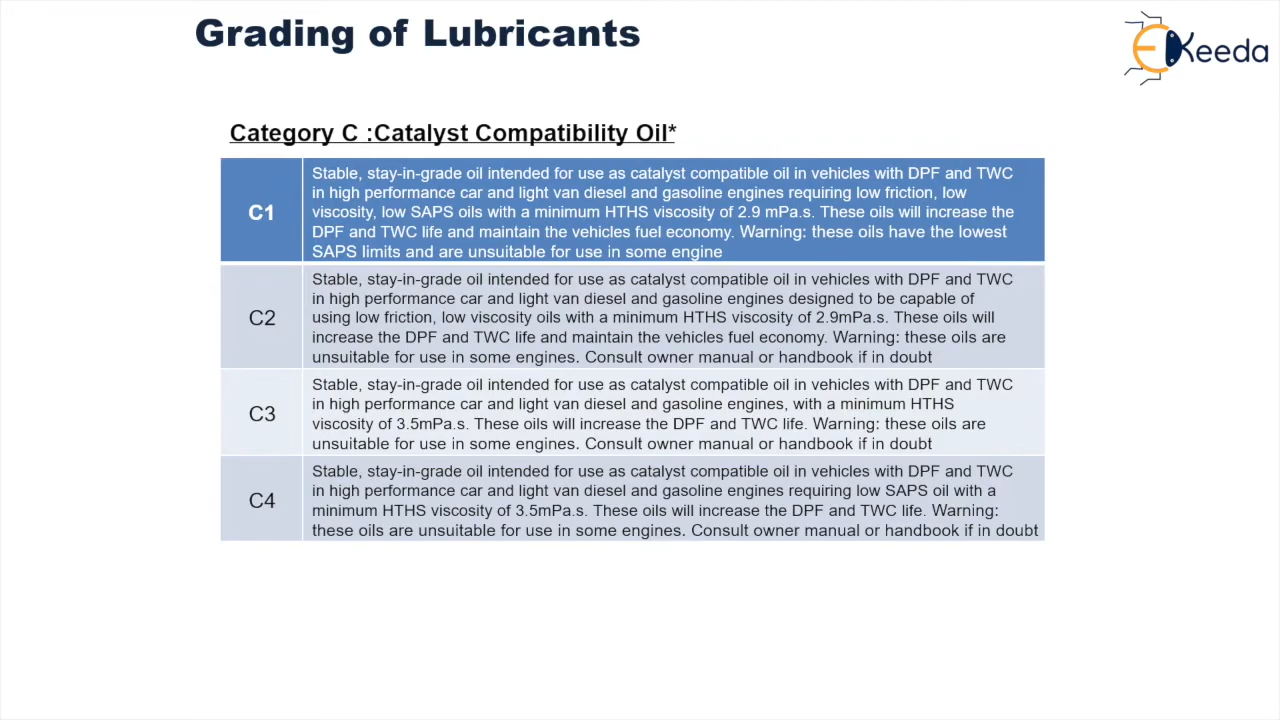 Grading of Lubricants
EKeeda
Category C :Catalyst Compatibility Oil*
C1
Stable, stay-in-grade oil intended for use as catalyst compatible oil in vehicles with DPF and TWC
in high performance car and light van diesel and gasoline engines requiring low friction, low
viscosity, low SAPS oils with a minimum HTHS viscosity of 2.9 mPa.s. These oils will increase the
DPF and TWC life and maintain the vehicles fuel economy. Warning: these oils have the lowest
SAPS limits and are unsuitable for use in some engine
C2
Stable, stay-in-grade oil intended for use as catalyst compatible oil in vehicles with DPF and TWC
in high performance car and light van diesel and gasoline engines designed to be capable of
using low friction, low viscosity oils with a minimum HTHS viscosity of 2.9mPa.s. These oils will
increase the DPF and TWC life and maintain the vehicles fuel economy. Warning: these oils are
unsuitable for use in some engines. Consult owner manual or handbook if in doubt
C3
Stable, stay-in-grade oil intended for use as catalyst compatible oil in vehicles with DPF and TWC
in high performance car and light van diesel and gasoline engines, with a minimum HTHS
viscosity of 3.5mPa.s. These oils will increase the DPF and TWC life. Warning: these oils are
unsuitable for use in some engines. Consult owner manual or handbook if in doubt
C4
Stable, stay-in-grade oil intended for use as catalyst compatible oil in vehicles with DPF and TWC
in high performance car and light van diesel and gasoline engines requiring low SAPS oil with a
minimum HTHS viscosity of 3.5mPa.s. These oils will increase the DPF and TWC life. Warning:
these oils are unsuitable for use in some engines. Consult owner manual or handbook if in doubt